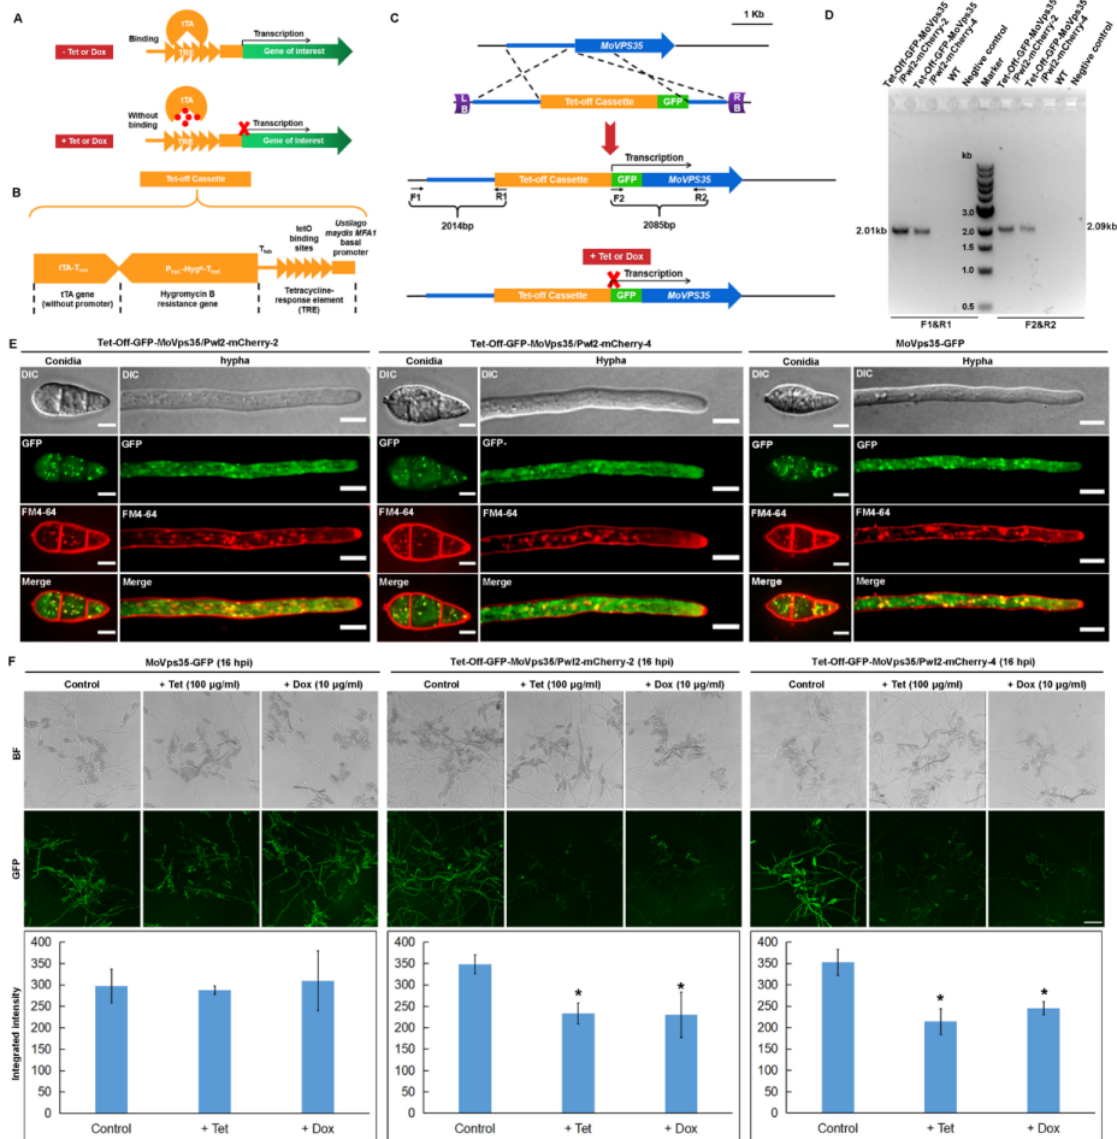 A
tTA
Binding
Transcription
- Tet or Dox
TRE
Gene of interest
tTA
Without
binding
Transcription
+ Tet or Dox
TRE
Gene of interest
Tet-off Cassette
B
tetO
binding
sites
Ustilago
maydis MFA1
basal
promoter
tTA gene
(without promoter)
Hygromycin B
resistance gene
Tetracycline-
response element
(TRE)
C
1 Kb
MoVPS35
LB
Tet-off Cassette
GFP
RB
Transcription
Tet-off Cassette
GFP
MoVPS35
F1
R1
F2
R2
2014bp
2085bp
+ Tet or Dox
Transcription
Tet-off Cassette
GFP
MoVPS35
D
Tet-Off-GFP-MoVps35
/Pwl2-mCherry-2
Tet-Off-GFP-MoVps35
/Pwl2-mCherry-4
WT
Negtive control
Marker
Tet-Off-GFP-MoVps35
/Pwl2-mCherry-2
Tet-Off-GFP-MoVps35
/Pwl2-mCherry-4
WT
Negtive control
kb
3.0
2.01kb
2.0
2.09kb
1.5
1.0
0.5
F1&R1
F2&R2
E
Tet-Off-GFP-MoVps35/Pwl2-mCherry-2
Tet-Off-GFP-MoVps35/Pwl2-mCherry-4
MoVps35-GFP
Conidia
hypha
Conidia
Hypha
Conidia
Hypha
DIC
DIC
DIC
DIC
DIC
DIC
GFP
GFP
GFP
GFP-
GFP
GFP
FM4-64
FM4-64
FM4-64
FM4-64
FM4-64
FM4-64
Merge
Merge
Merge
Merge
Merge
Merge
F
MoVps35-GFP (16 hpi)
Tet-Off-GFP-MoVps35/Pwl2-mCherry-2 (16 hpi)
Tet-Off-GFP-MoVps35/Pwl2-mCherry-4 (16 hpi)
Control
+ Tet (100 µg/ml)
+ Dox (10 µg/ml)
Control
+ Tet (100 µg/ml)
+ Dox (10 µg/ml)
Control
+ Tet (100 µg/ml)
+ Dox (10 µg/ml)
BF
GFP
Integrated intensity
400
350
300
250
200
150
100
50
0
Control
+ Tet
+ Dox
400
350
300
250
200
150
100
50
0
*
*
Control
+ Tet
+ Dox
400
350
300
250
200
150
100
50
0
*
*
Control
+ Tet
+ Dox